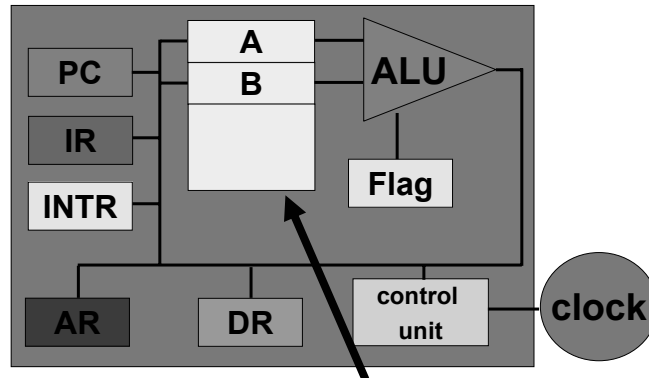 A
PC
ALU
B
IR
Flag
INTR
control
unit
clock
AR
DR